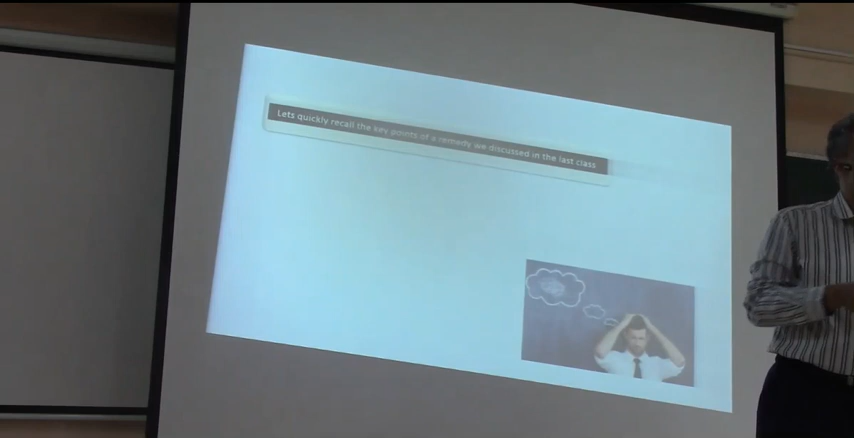 Lets quickly recall the key points of a remedy we discussed in the last class